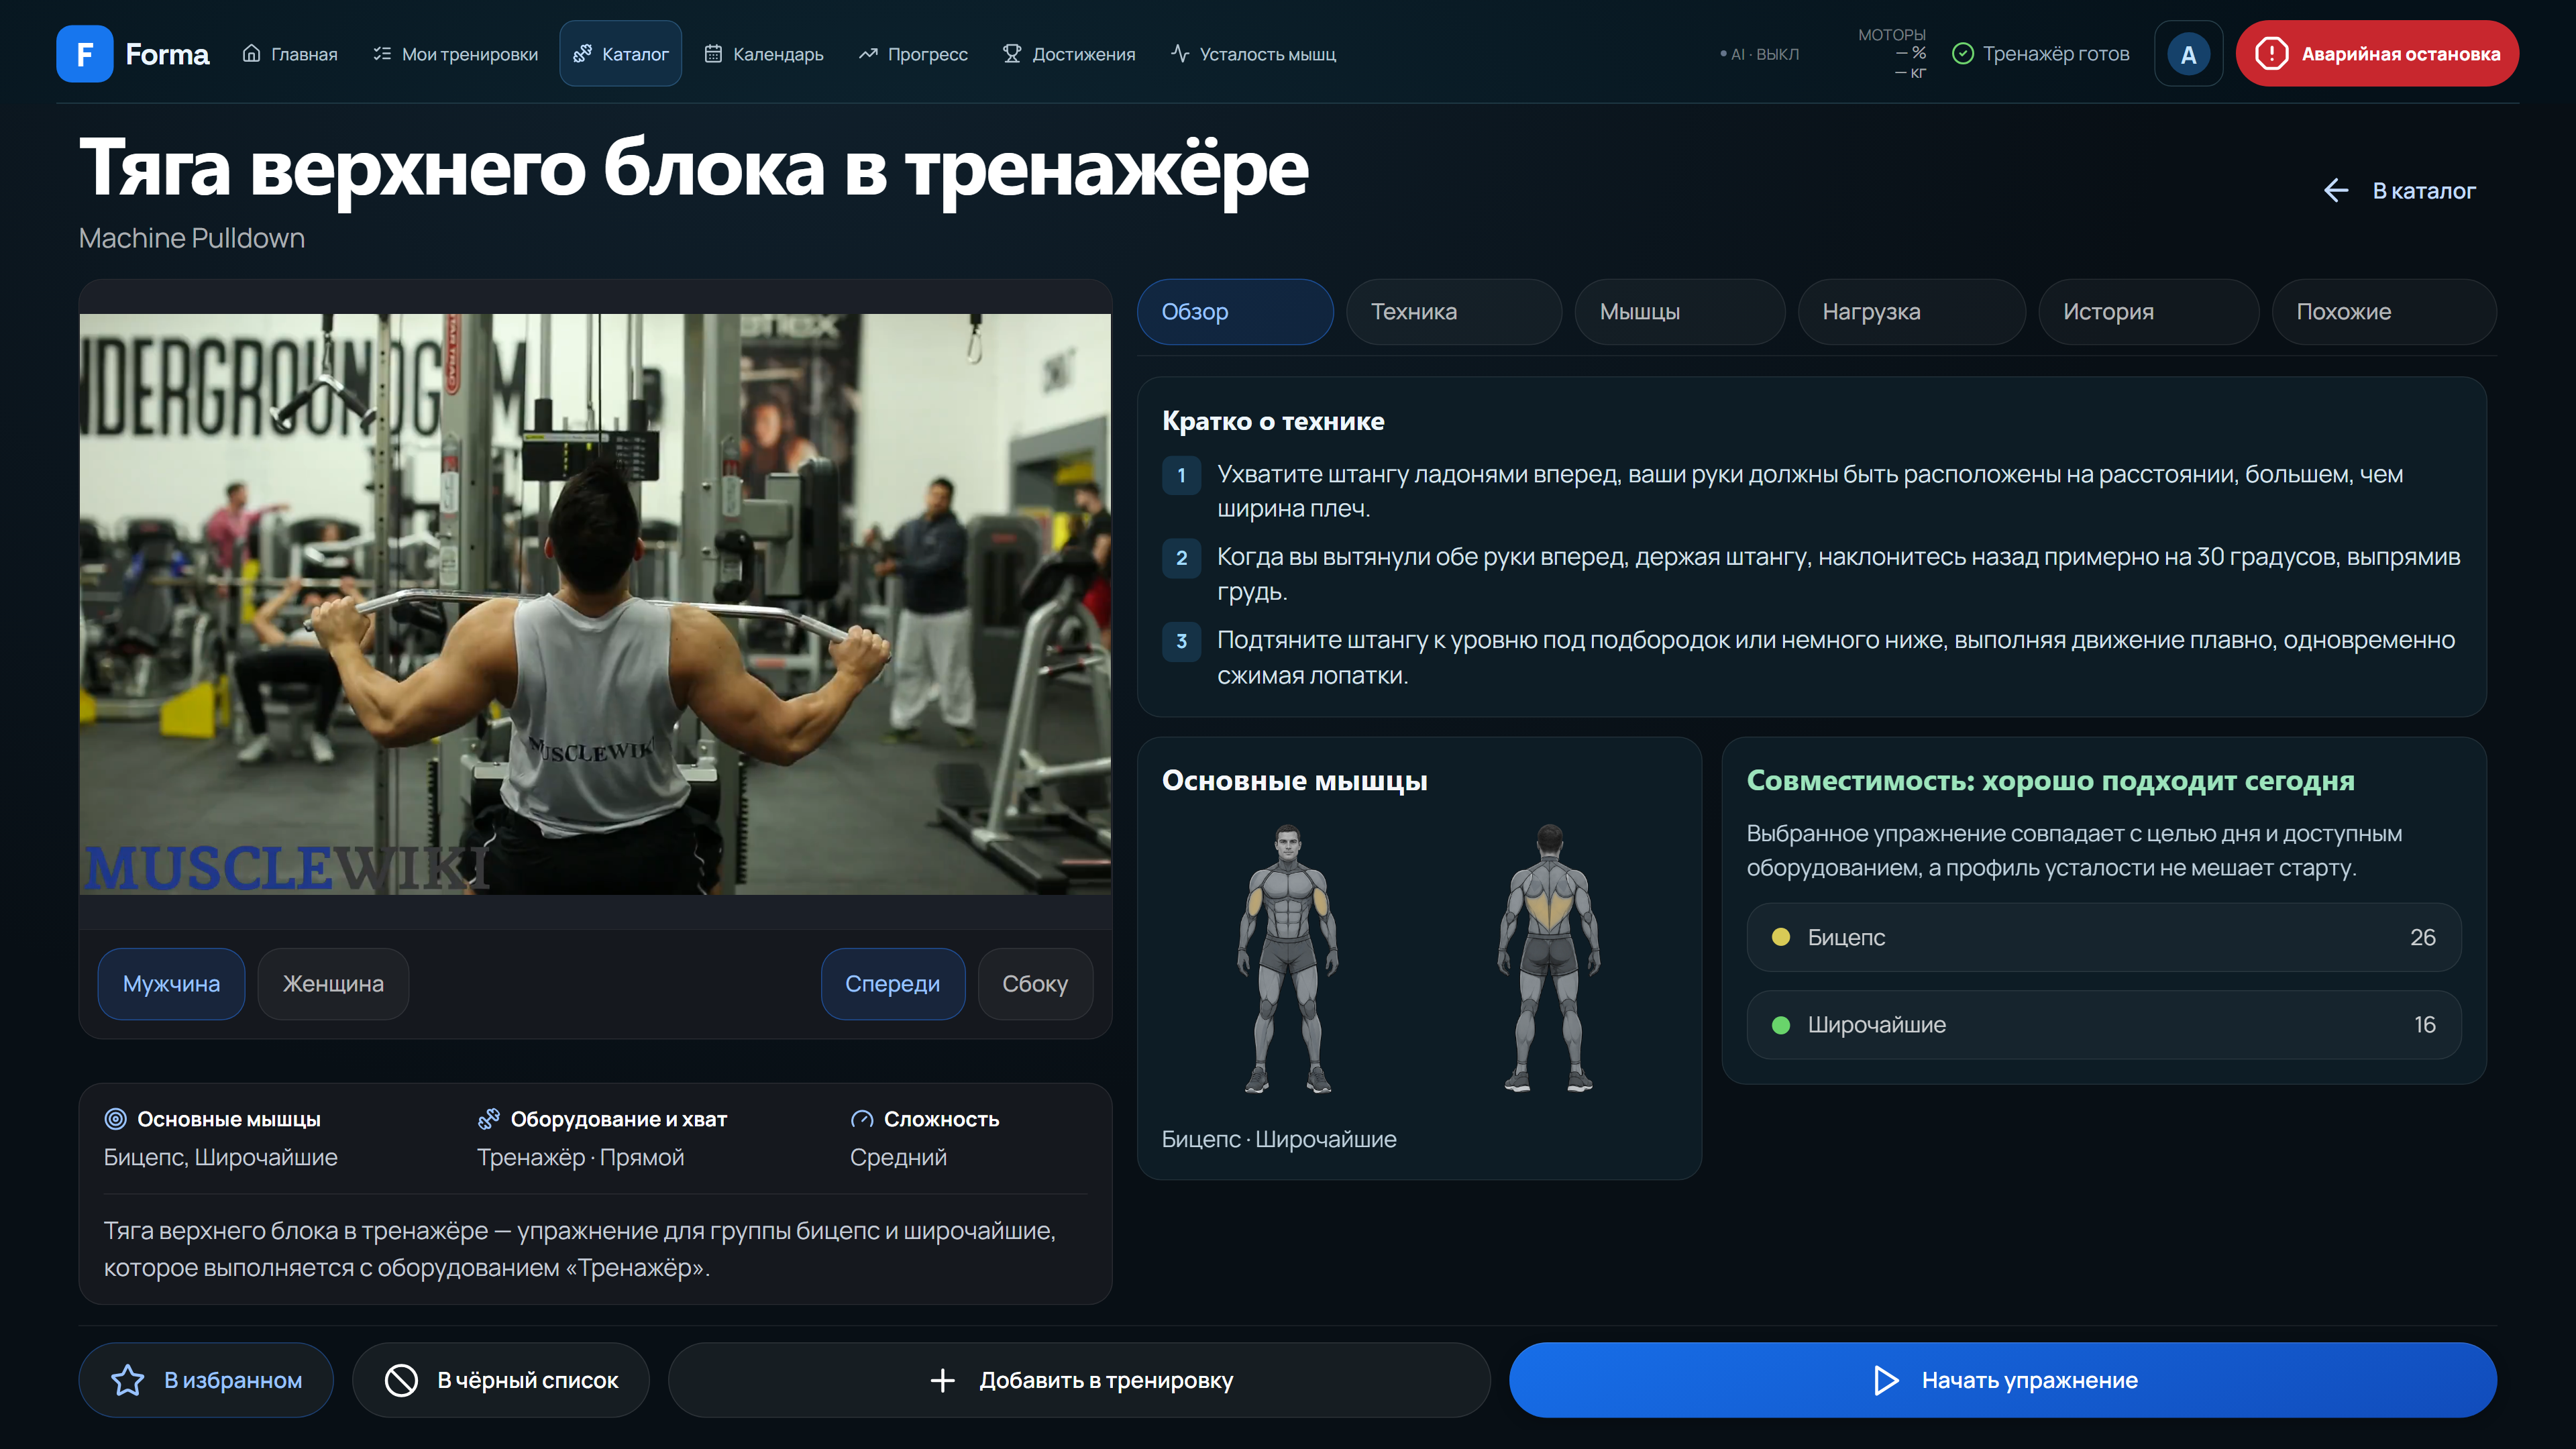 F Forma
Главная
Мои тренировки
Каталог
Календарь
Прогресс
Достижения
Усталость мышц
• AI · ВЫКЛ
МОТОРЫ
— %
— кг
Тренажёр готов
A
Аварийная остановка
Тяга верхнего блока в тренажёре
Machine Pulldown
В каталог
MUSCLEWIKI
MUSCLEWIKI
Мужчина
Женщина
Спереди
Сбоку
Основные мышцы
Бицепс, Широчайшие
Оборудование и хват
Тренажёр · Прямой
Сложность
Средний
Тяга верхнего блока в тренажёре — упражнение для группы бицепс и широчайшие,
которое выполняется с оборудованием «Тренажёр».
Обзор
Техника
Мышцы
Нагрузка
История
Похожие
Кратко о технике
1 Ухватите штангу ладонями вперед, ваши руки должны быть расположены на расстоянии, большем, чем
ширина плеч.
2 Когда вы вытянули обе руки вперед, держая штангу, наклонитесь назад примерно на 30 градусов, выпрямив
грудь.
3 Подтяните штангу к уровню под подбородок или немного ниже, выполняя движение плавно, одновременно
сжимая лопатки.
Основные мышцы
Бицепс · Широчайшие
Совместимость: хорошо подходит сегодня
Выбранное упражнение совпадает с целью дня и доступным
оборудованием, а профиль усталости не мешает старту.
Бицепс 26
Широчайшие 16
В избранном
В чёрный список
Добавить в тренировку
Начать упражнение